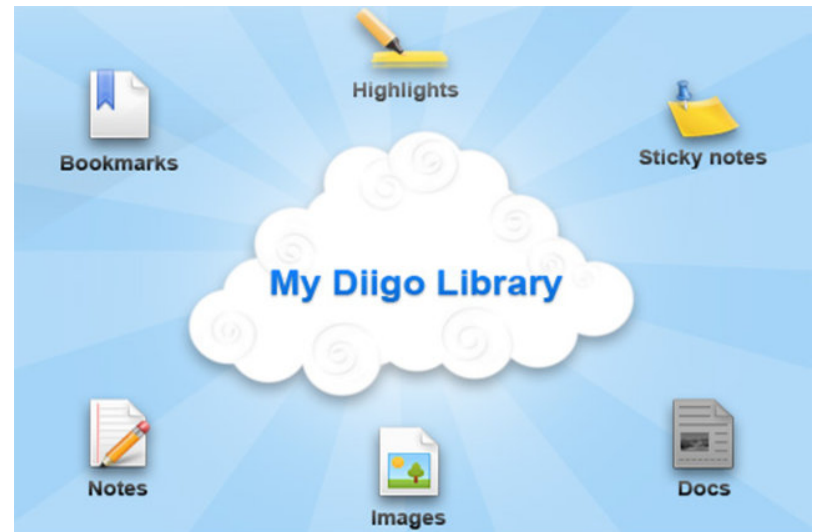 Highlights
Bookmarks
Sticky notes
My Diigo Library
Notes
Images
Docs